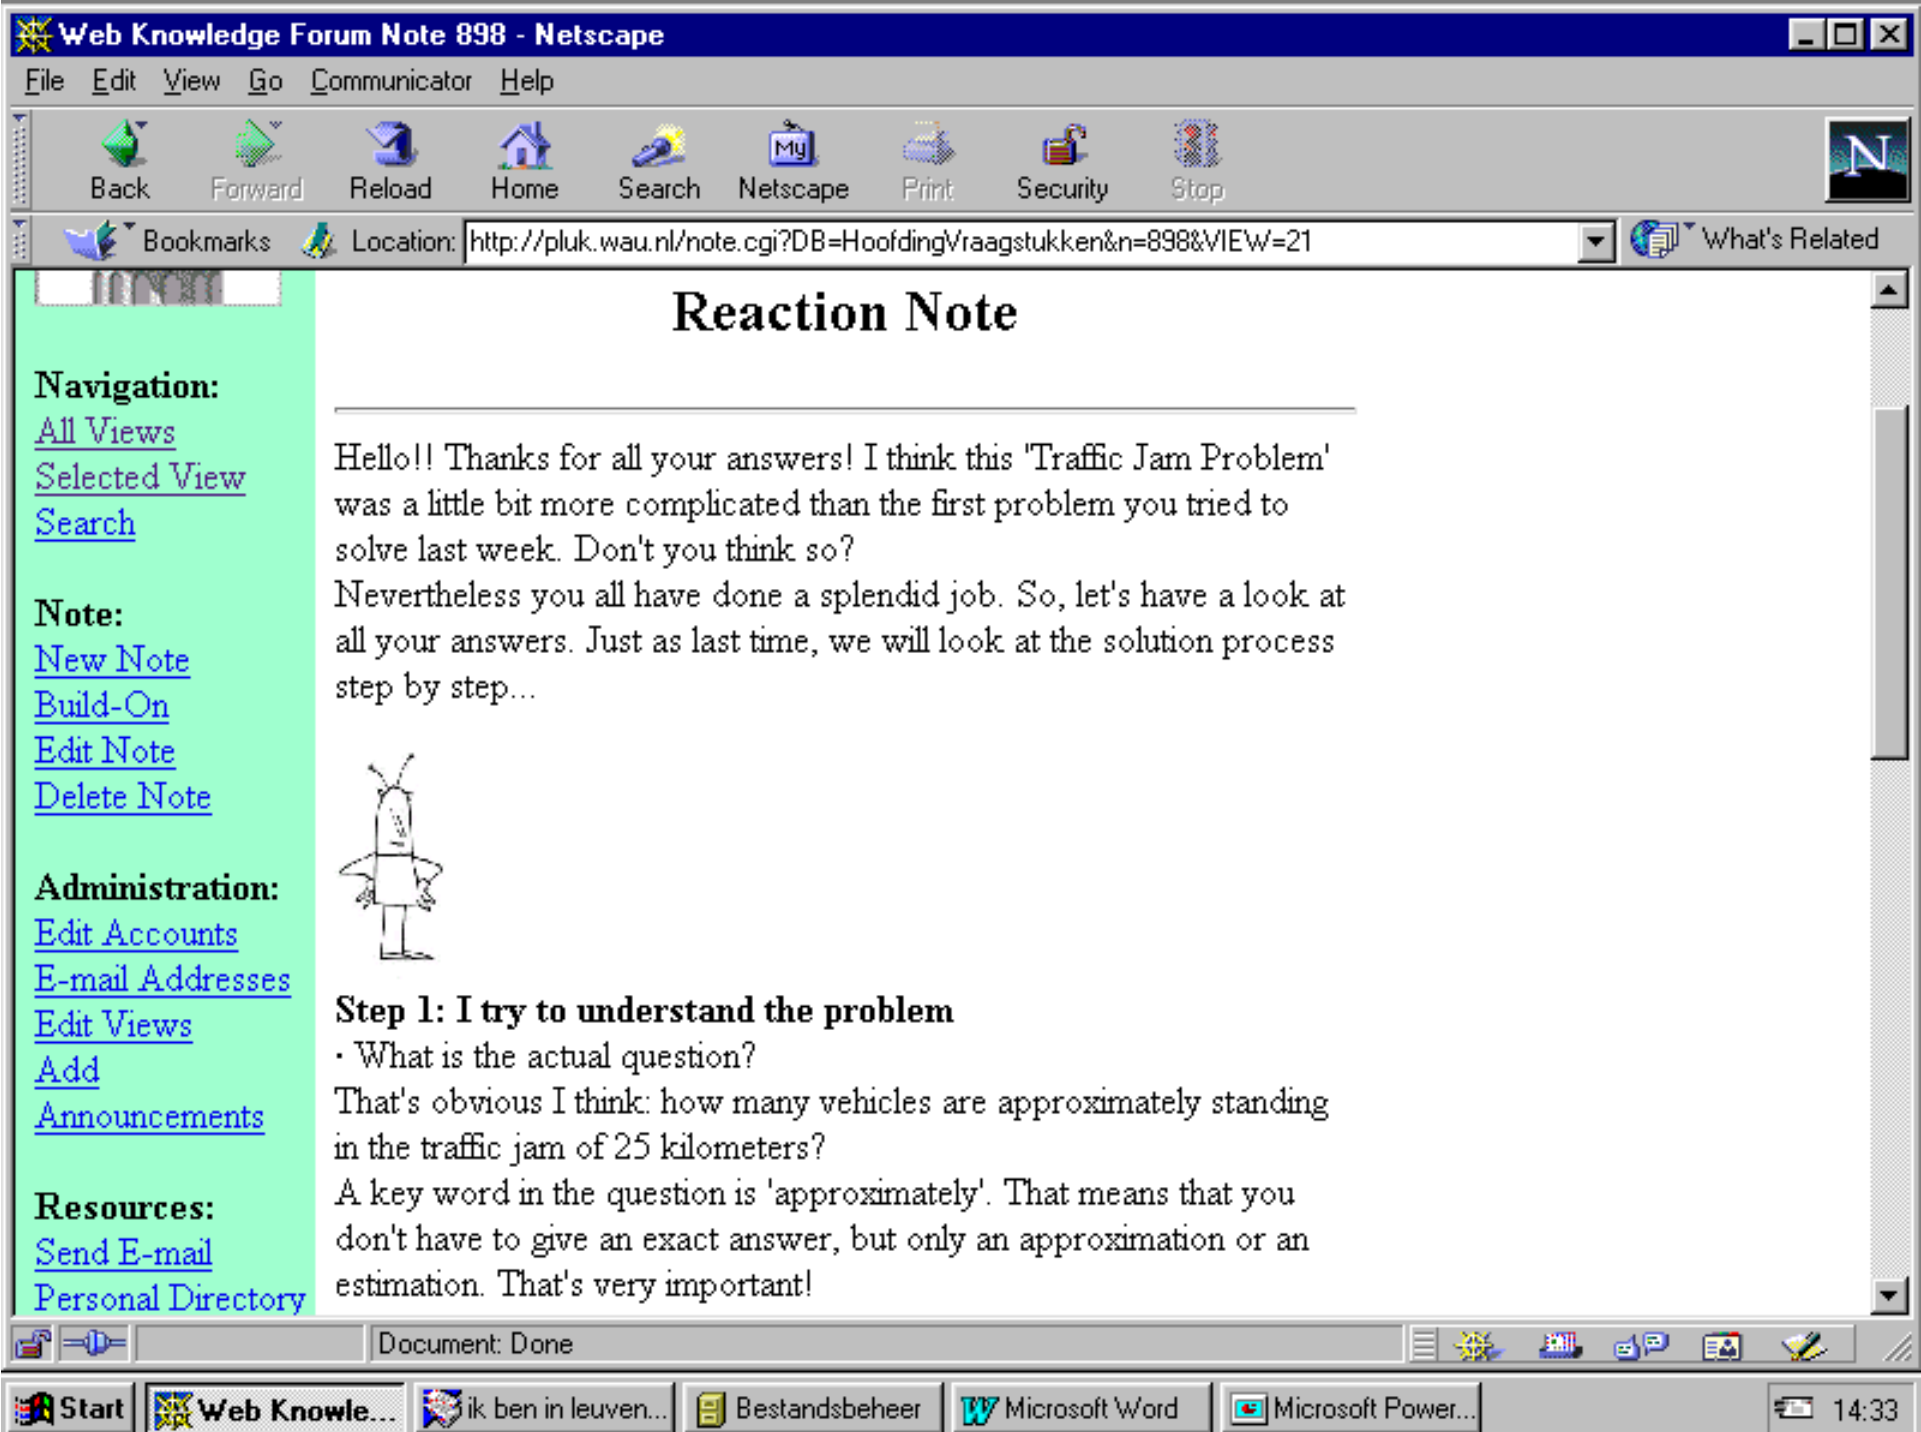 Web Knowledge Forum Note 898 - Netscape
File Edit View Go Communicator Help
Back Forward Reload Home Search Netscape Print Security Stop
My
N
Bookmarks Location: http://pluk.wau.nl/note.cgi?DB=HoofdingVraagstukken&n=898&VIEW=21 What's Related
Navigation:
All Views
Selected View
Search
Note:
New Note
Build-On
Edit Note
Delete Note
Administration:
Edit Accounts
E-mail Addresses
Edit Views
Add
Announcements
Resources:
Send E-mail
Personal Directory
Reaction Note
Hello!! Thanks for all your answers! I think this 'Traffic Jam Problem'
was a little bit more complicated than the first problem you tried to
solve last week. Don't you think so?
Nevertheless you all have done a splendid job. So, let's have a look at
all your answers. Just as last time, we will look at the solution process
step by step...
Step 1: I try to understand the problem
· What is the actual question?
That's obvious I think: how many vehicles are approximately standing
in the traffic jam of 25 kilometers?
A key word in the question is 'approximately'. That means that you
don't have to give an exact answer, but only an approximation or an
estimation. That's very important!
Document: Done
Start Web Knowle... ik ben in leuven... Bestandsbeheer Microsoft Word Microsoft Power... 14:33